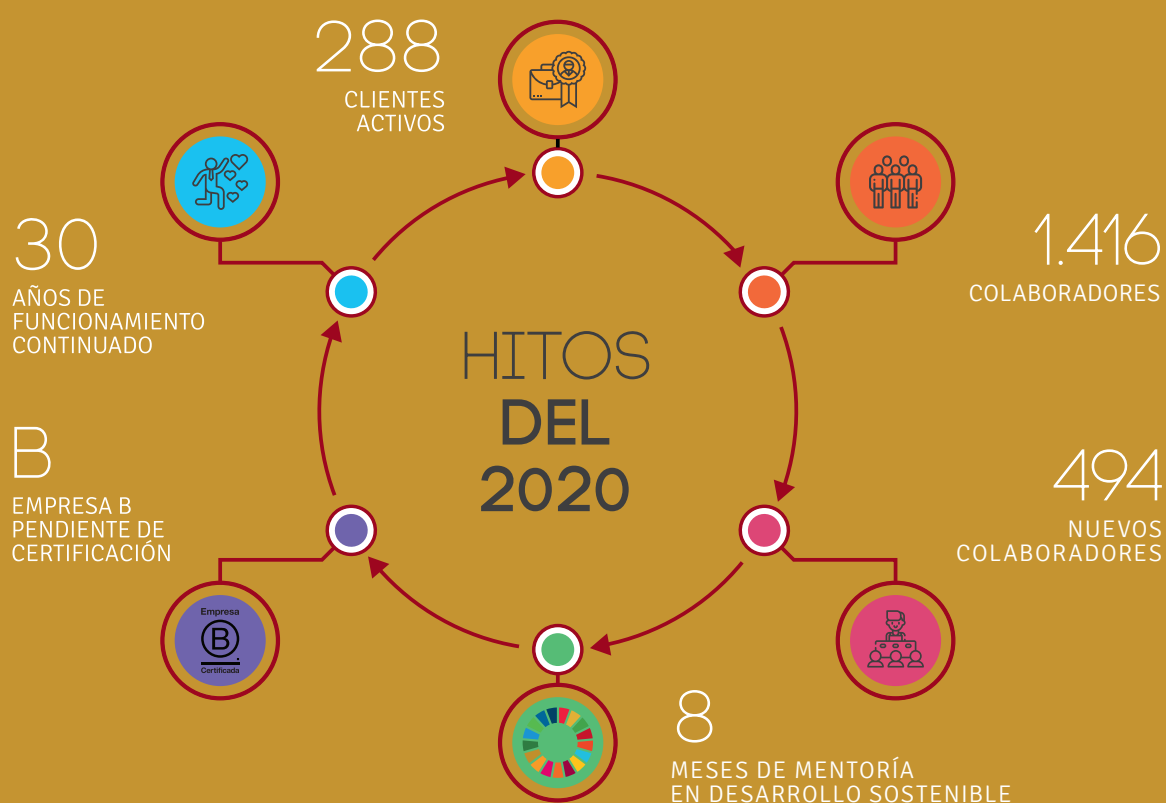 288
CLIENTES
ACTIVOS
1.416
COLABORADORES
30
AÑOS DE
FUNCIONAMIENTO
CONTINUADO
HITOS
DEL
2020
B
EMPRESA B
PENDIENTE DE
CERTIFICACIÓN
494
NUEVOS
COLABORADORES
Empresa
B
Certificada
8
MESES DE MENTORÍA
EN DESARROLLO SOSTENIBLE